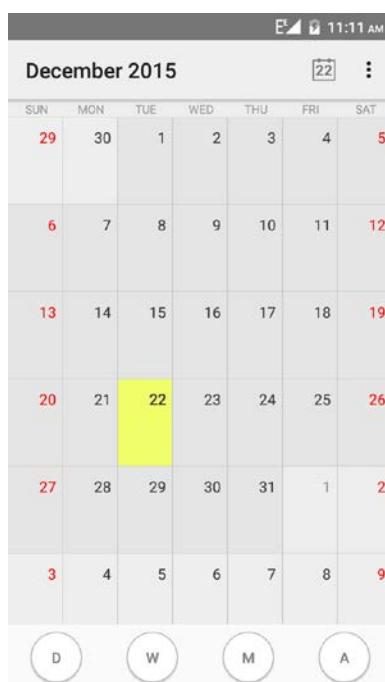 E 11:11 AM
December 2015 22
SUN MON TUE WED THU FRI SAT
29 30 1 2 3 4 5
6 7 8 9 10 11 12
13 14 15 16 17 18 19
20 21 22 23 24 25 26
27 28 29 30 31 1 2
3 4 5 6 7 8 9
D W M A